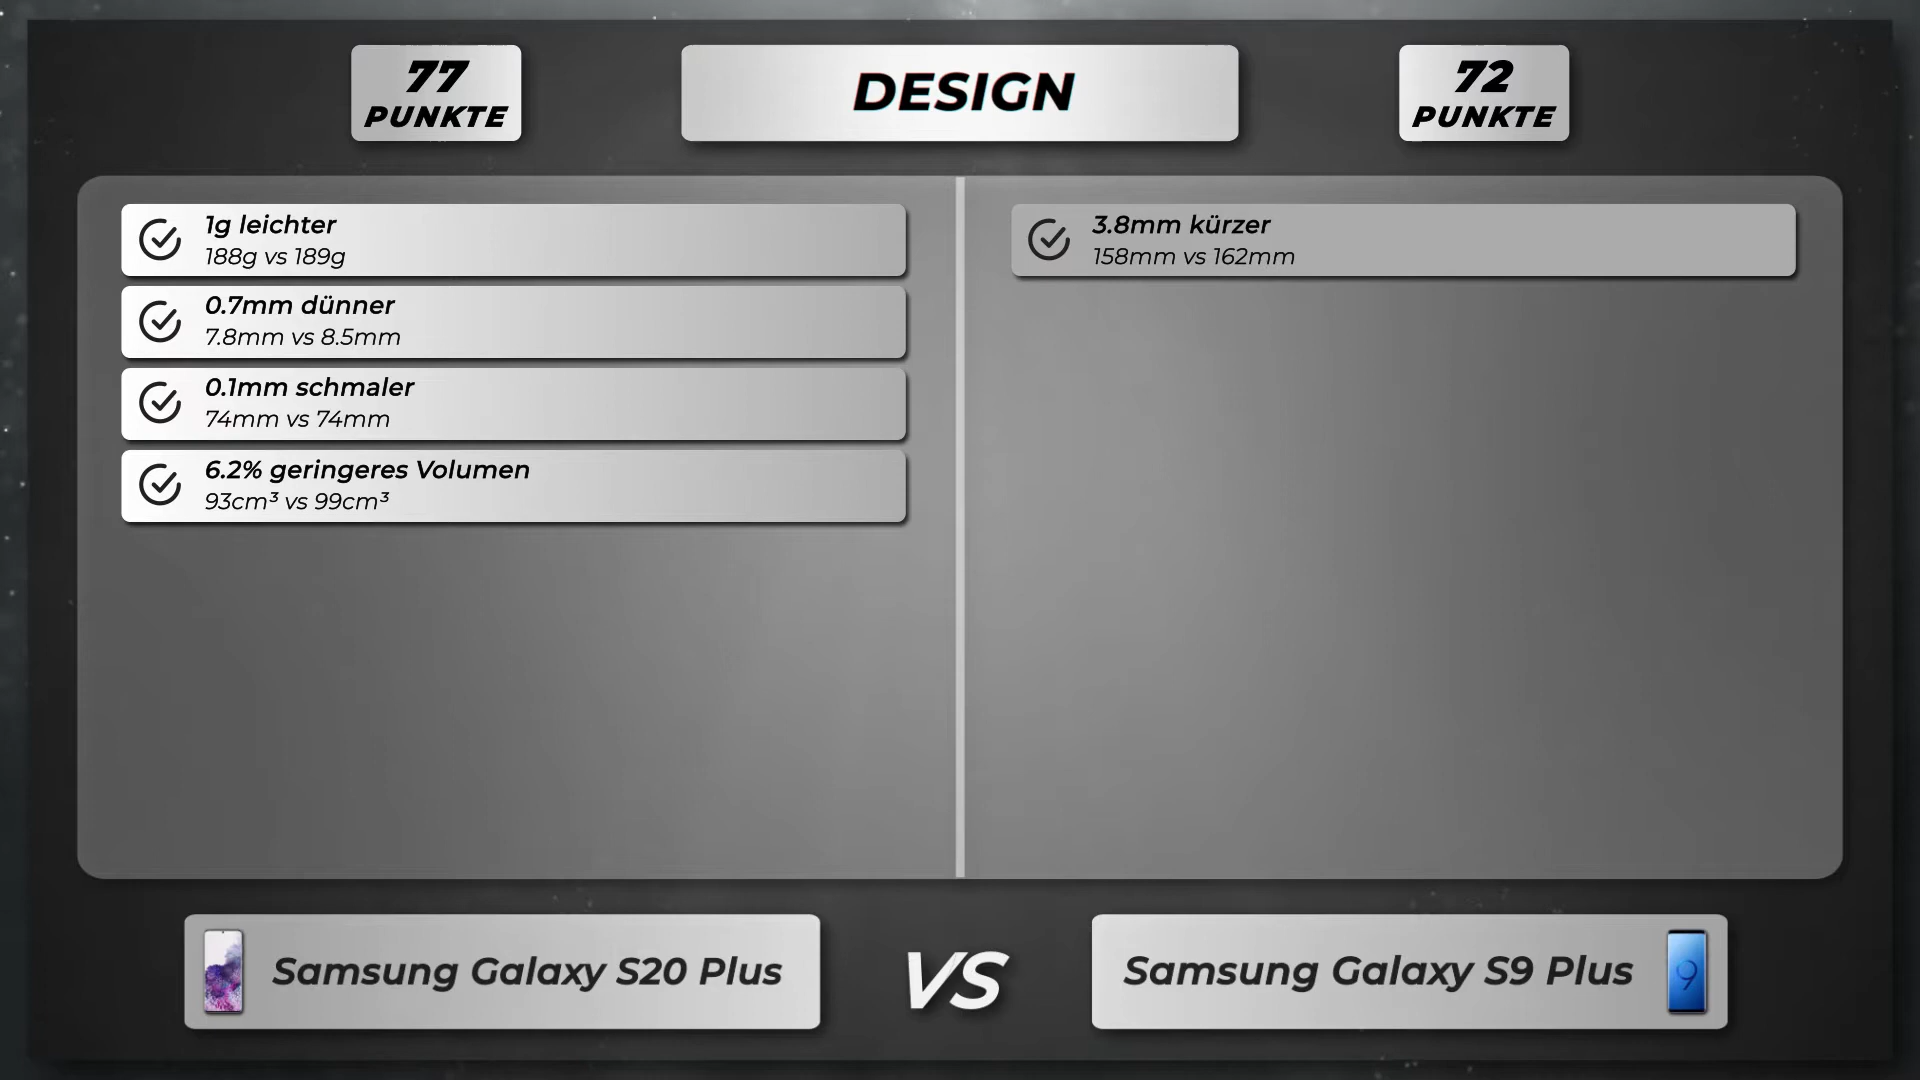 77
PUNKTE
DESIGN
72
PUNKTE
1g leichter
188g vs 189g
0.7mm dünner
7.8mm vs 8.5mm
0.1mm schmaler
74mm vs 74mm
6.2% geringeres Volumen
93cm³ vs 99cm³
3.8mm kürzer
158mm vs 162mm
Samsung Galaxy S20 Plus
VS
Samsung Galaxy S9 Plus
9